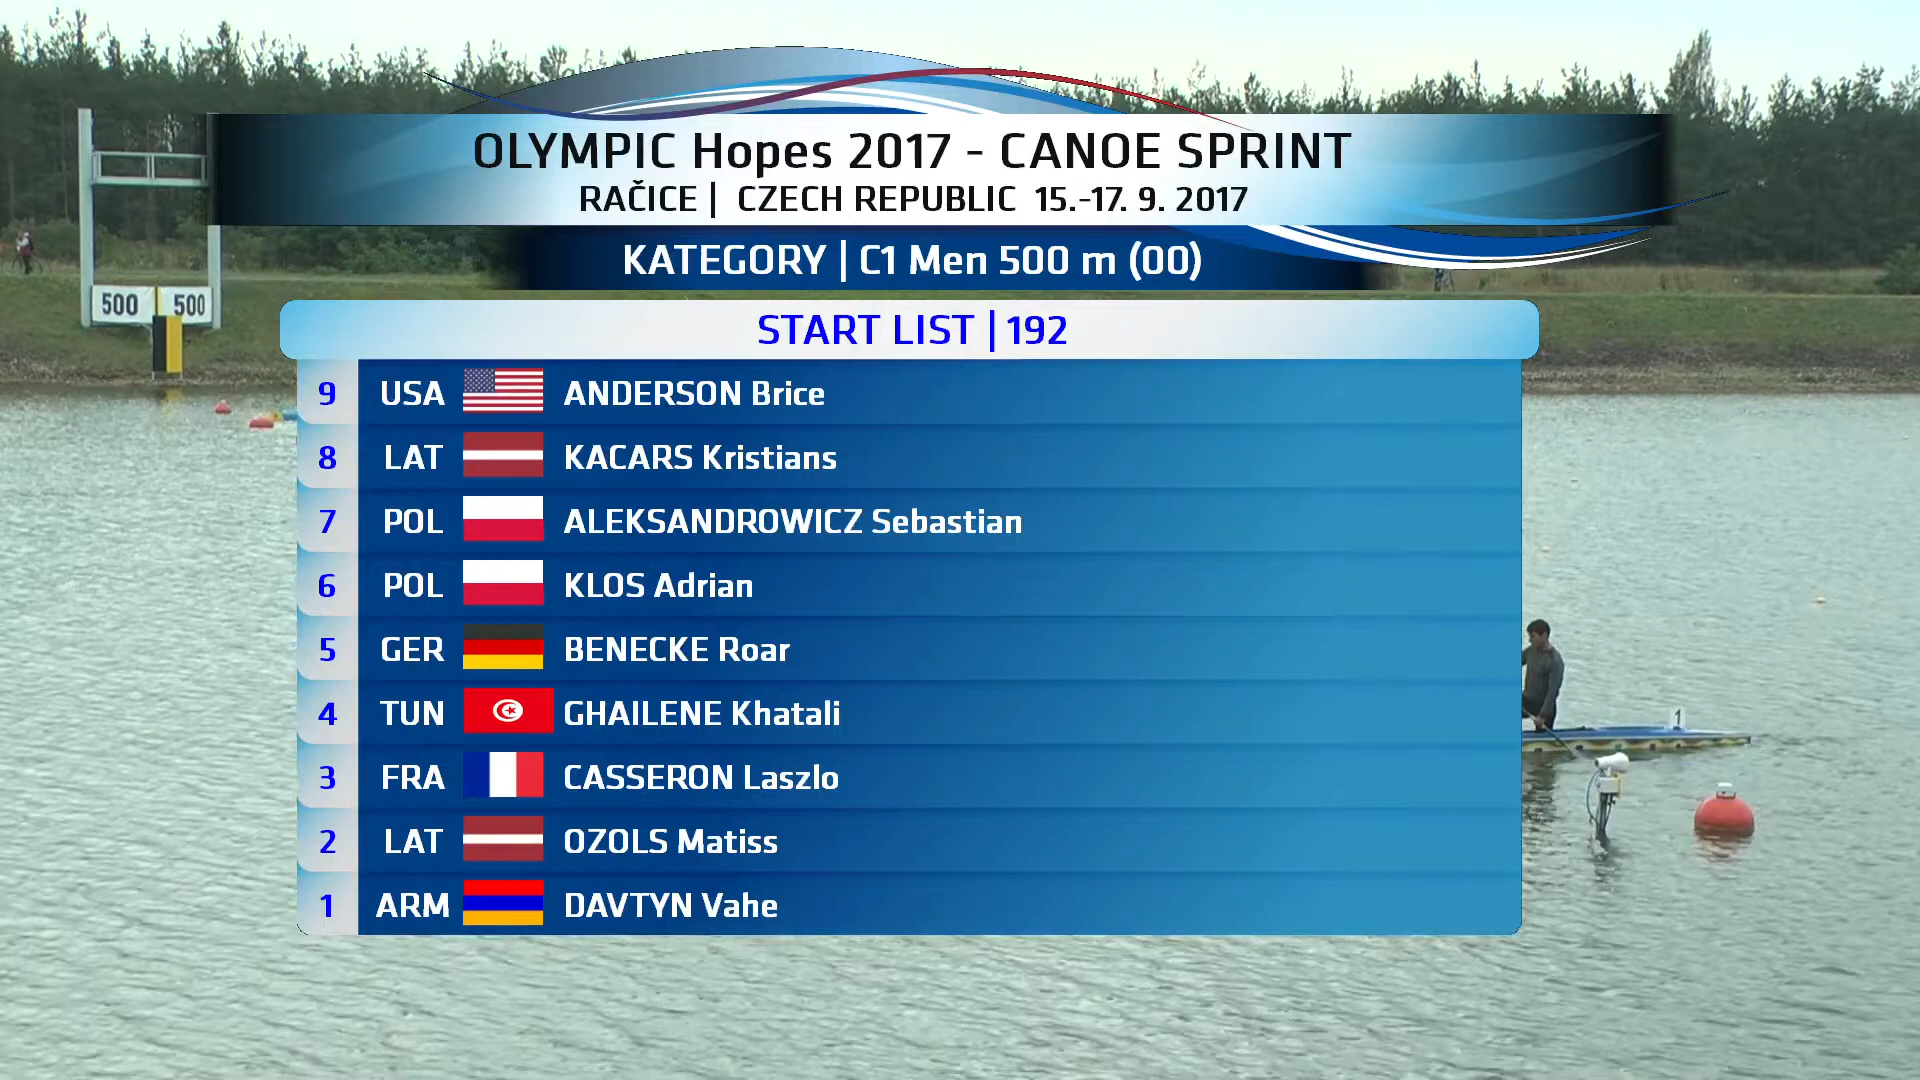 OLYMPIC Hopes 2017 - CANOE SPRINT
RAČICE | CZECH REPUBLIC 15.-17. 9. 2017
KATEGORY | C1 Men 500 m (00)
500 500
START LIST | 192
9 USA ANDERSON Brice
8 LAT KACARS Kristians
7 POL ALEKSANDROWICZ Sebastian
6 POL KLOS Adrian
5 GER BENECKE Roar
4 TUN GHAILENE Khatali
3 FRA CASSERON Laszlo
1
2 LAT OZOLS Matiss
1 ARM DAVTYN Vahe